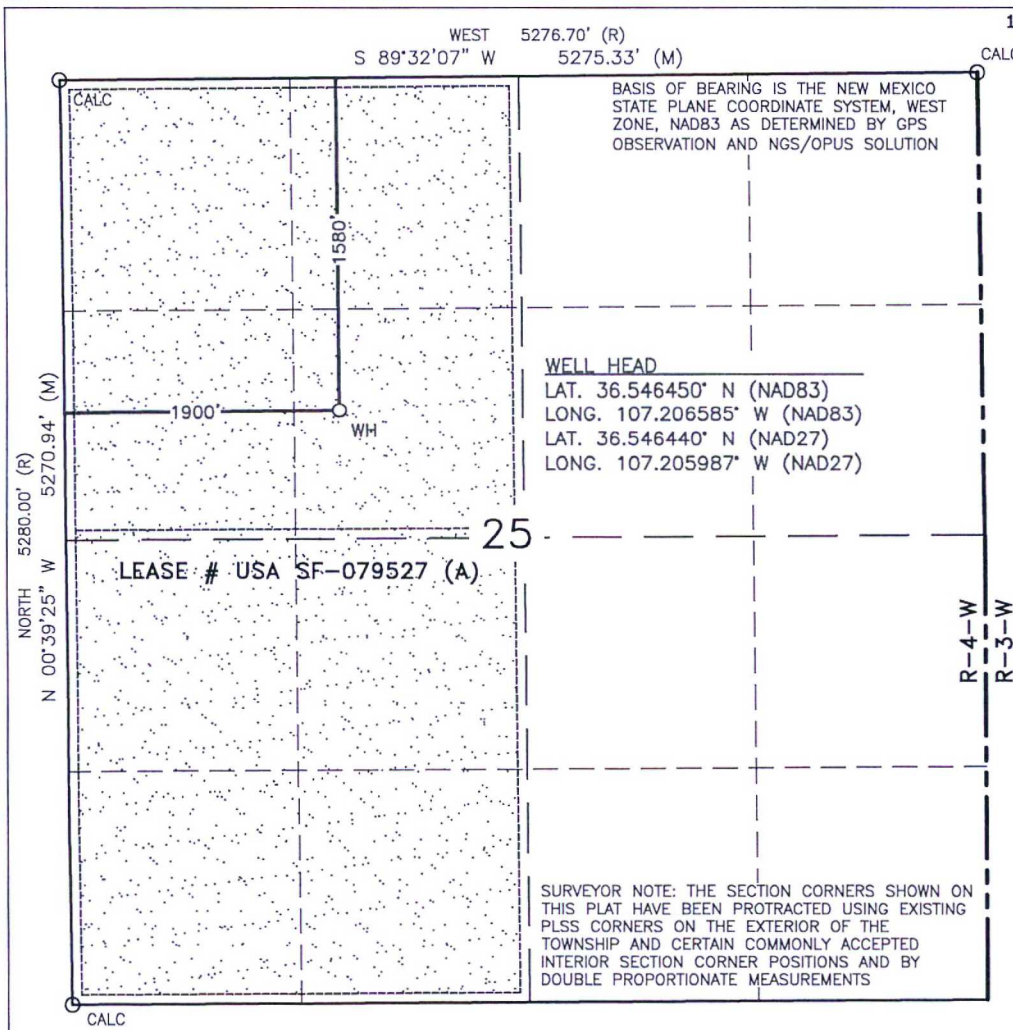 WEST 5276.70' (R)
S 89°32'07" W 5275.33' (M)
1
CALC
CALC
BASIS OF BEARING IS THE NEW MEXICO
STATE PLANE COORDINATE SYSTEM, WEST
ZONE, NAD83 AS DETERMINED BY GPS
OBSERVATION AND NGS/OPUS SOLUTION
1580'
1900'
WH
WELL HEAD
LAT. 36.546450° N (NAD83)
LONG. 107.206585° W (NAD83)
LAT. 36.546440° N (NAD27)
LONG. 107.205987° W (NAD27)
NORTH 5280.00' (R)
N 00°39'25" W 5270.94' (M)
25
LEASE # USA SF-079527 (A)
R-4-W
R-3-W
SURVEYOR NOTE: THE SECTION CORNERS SHOWN ON
THIS PLAT HAVE BEEN PROTRACTED USING EXISTING
PLSS CORNERS ON THE EXTERIOR OF THE
TOWNSHIP AND CERTAIN COMMONLY ACCEPTED
INTERIOR SECTION CORNER POSITIONS AND BY
DOUBLE PROPORTIONATE MEASUREMENTS
CALC